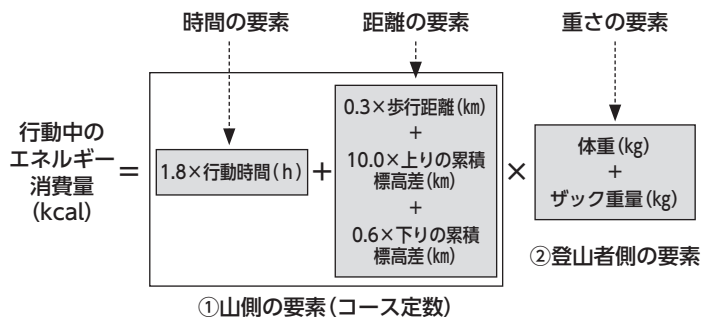 時間の要素
距離の要素
重さの要素
行動中の
エネルギー
消費量
(kcal)
=
1.8×行動時間(h)
+
0.3×歩行距離(㎞)
+
10.0×上りの累積
標高差(㎞)
+
0.6×下りの累積
標高差(㎞)
×
体重(㎏)
+
ザック重量(㎏)
①山側の要素(コース定数)
②登山者側の要素